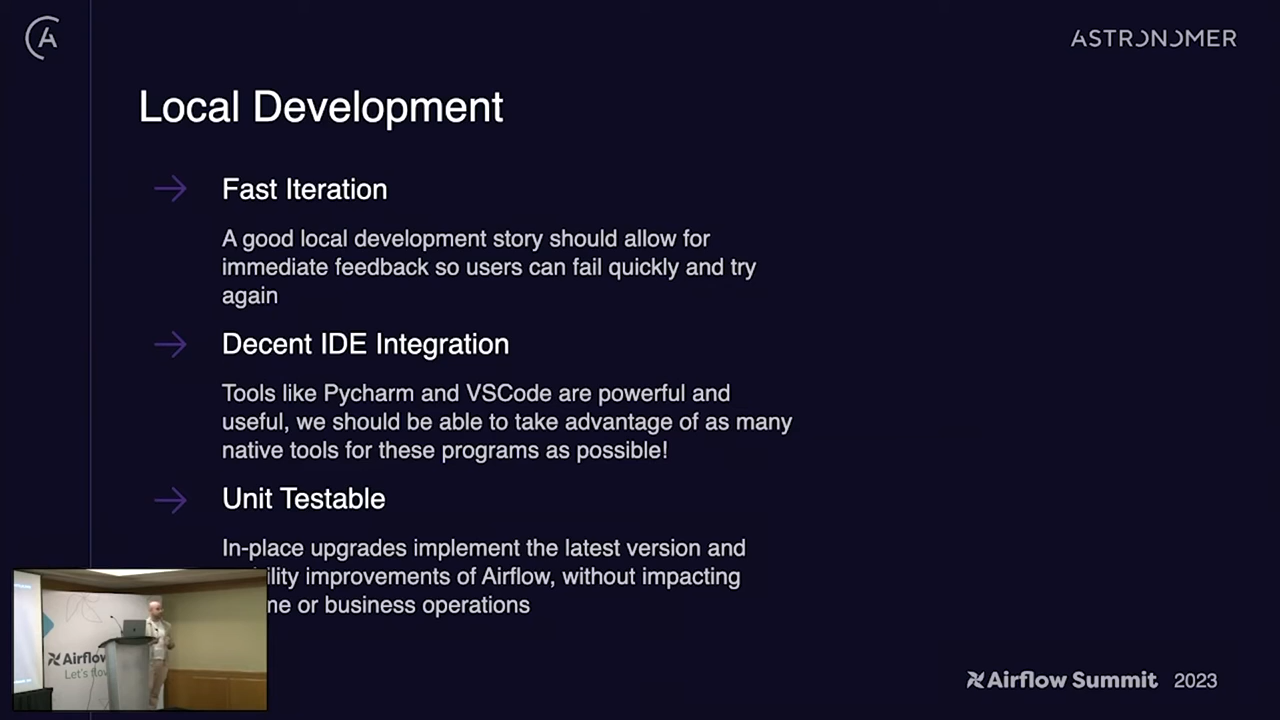 ASTRONOMER
Local Development
Fast Iteration
A good local development story should allow for
immediate feedback so users can fail quickly and try
again
Decent IDE Integration
Tools like Pycharm and VSCode are powerful and
useful, we should be able to take advantage of as many
native tools for these programs as possible!
Unit Testable
In-place upgrades implement the latest version and
improvements of Airflow, without impacting
or business operations
Airflow
Let's
Airflow Summit 2023